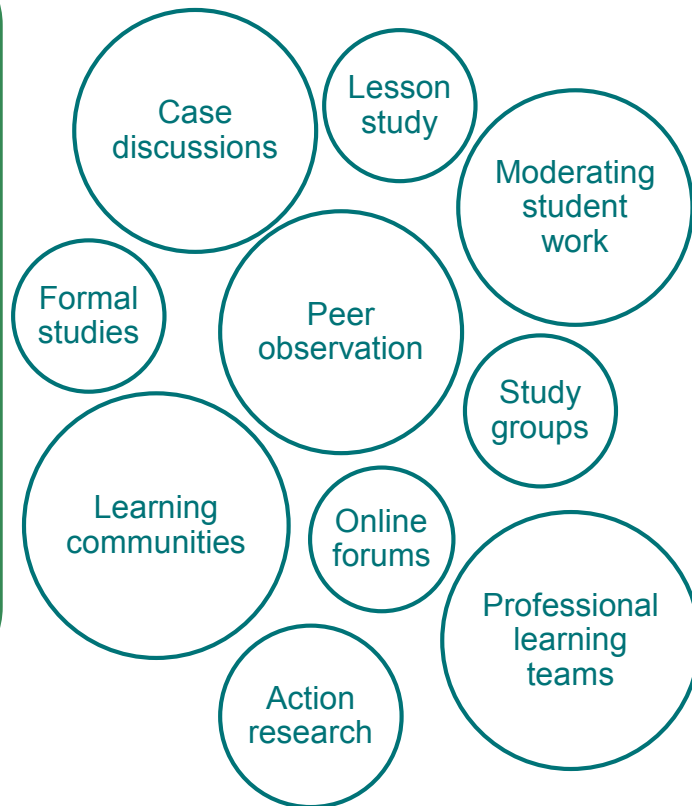 Case
discussions
Lesson
study
Moderating
student
work
Formal
studies
Peer
observation
Study
groups
Learning
communities
Online
forums
Professional
learning
teams
Action
research